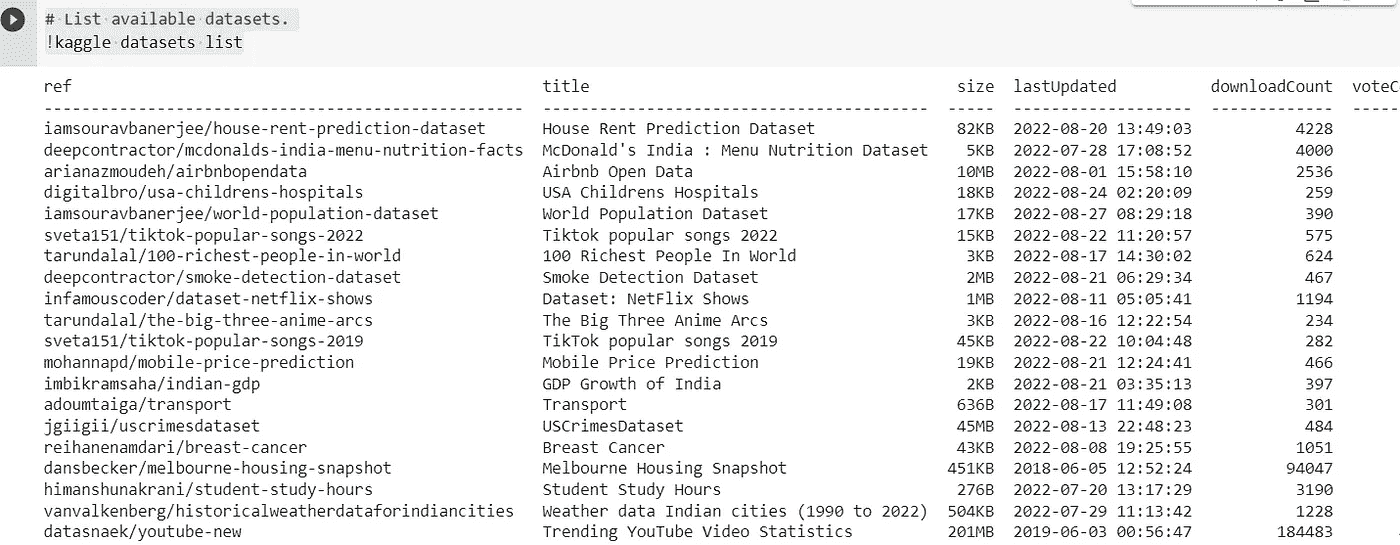 # List available datasets.
!kaggle datasets list
ref title size lastUpdated downloadCount voteC
------------------------------------------------- --------------------------------------- ----- ------------------- ------------- -----
iamsouravbanerjee/house-rent-prediction-dataset House Rent Prediction Dataset 82KB 2022-08-20 13:49:03 4228
deepcontractor/mcdonalds-india-menu-nutrition-facts McDonald's India : Menu Nutrition Dataset 5KB 2022-07-28 17:08:52 4000
arianazmoudeh/airbnbopendata Airbnb Open Data 10MB 2022-08-01 15:58:10 2536
digitalbro/usa-childrens-hospitals USA Childrens Hospitals 18KB 2022-08-24 02:20:09 259
iamsouravbanerjee/world-population-dataset World Population Dataset 17KB 2022-08-27 08:29:18 390
sveta151/tiktok-popular-songs-2022 Tiktok popular songs 2022 15KB 2022-08-22 11:20:57 575
tarundalal/100-richest-people-in-world 100 Richest People In World 3KB 2022-08-17 14:30:02 624
deepcontractor/smoke-detection-dataset Smoke Detection Dataset 2MB 2022-08-21 06:29:34 467
infamouscoder/dataset-netflix-shows Dataset: NetFlix Shows 1MB 2022-08-11 05:05:41 1194
tarundalal/the-big-three-anime-arcs The Big Three Anime Arcs 3KB 2022-08-16 12:22:54 234
sveta151/tiktok-popular-songs-2019 TikTok popular songs 2019 45KB 2022-08-22 10:04:48 282
mohannapd/mobile-price-prediction Mobile Price Prediction 19KB 2022-08-21 12:24:41 466
imbikramsaha/indian-gdp GDP Growth of India 2KB 2022-08-21 03:35:13 397
adoumtaiga/transport Transport 636B 2022-08-17 11:49:08 301
jgiigii/uscrimesdataset USCrimesDataset 45MB 2022-08-13 22:48:23 484
reihanenamdari/breast-cancer Breast Cancer 43KB 2022-08-08 19:25:55 1051
dansbecker/melbourne-housing-snapshot Melbourne Housing Snapshot 451KB 2018-06-05 12:52:24 94047
himanshunakrani/student-study-hours Student Study Hours 276B 2022-07-20 13:17:29 3190
vanvalkenberg/historicalweatherdataforindiancities Weather data Indian cities (1990 to 2022) 504KB 2022-07-29 11:13:42 1228
datasnaek/youtube-new Trending YouTube Video Statistics 201MB 2019-06-03 00:56:47 184483